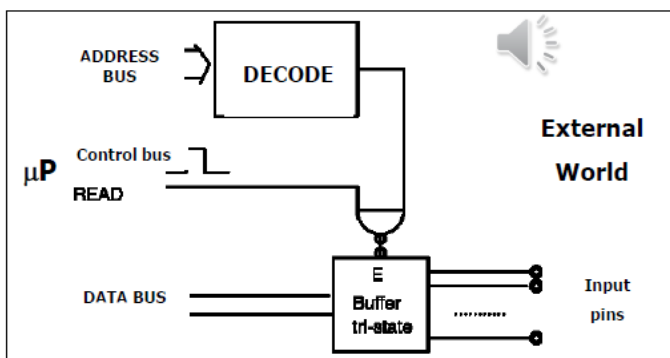 ADDRESS
BUS
DECODE
External
World
Control bus
μP
READ
E
Buffer
tri-state
DATA BUS
Input
pins